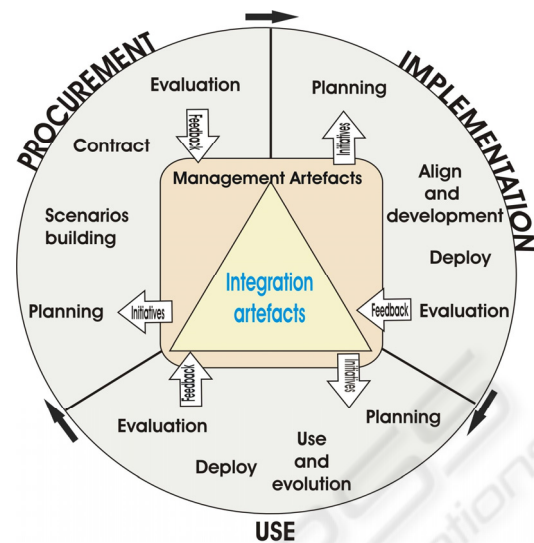 PROCUREMENT
IMPLEMENTATION
Evaluation
Feedback
Contract
Scenarios
building
Planning
Initiatives
Planning
Initiatives
Align
and
development
Deploy
Evaluation
Feedback
Management Artefacts
Integration
artefacts
Initiatives
Planning
Use
and
evolution
Deploy
Evaluation
Feedback
USE